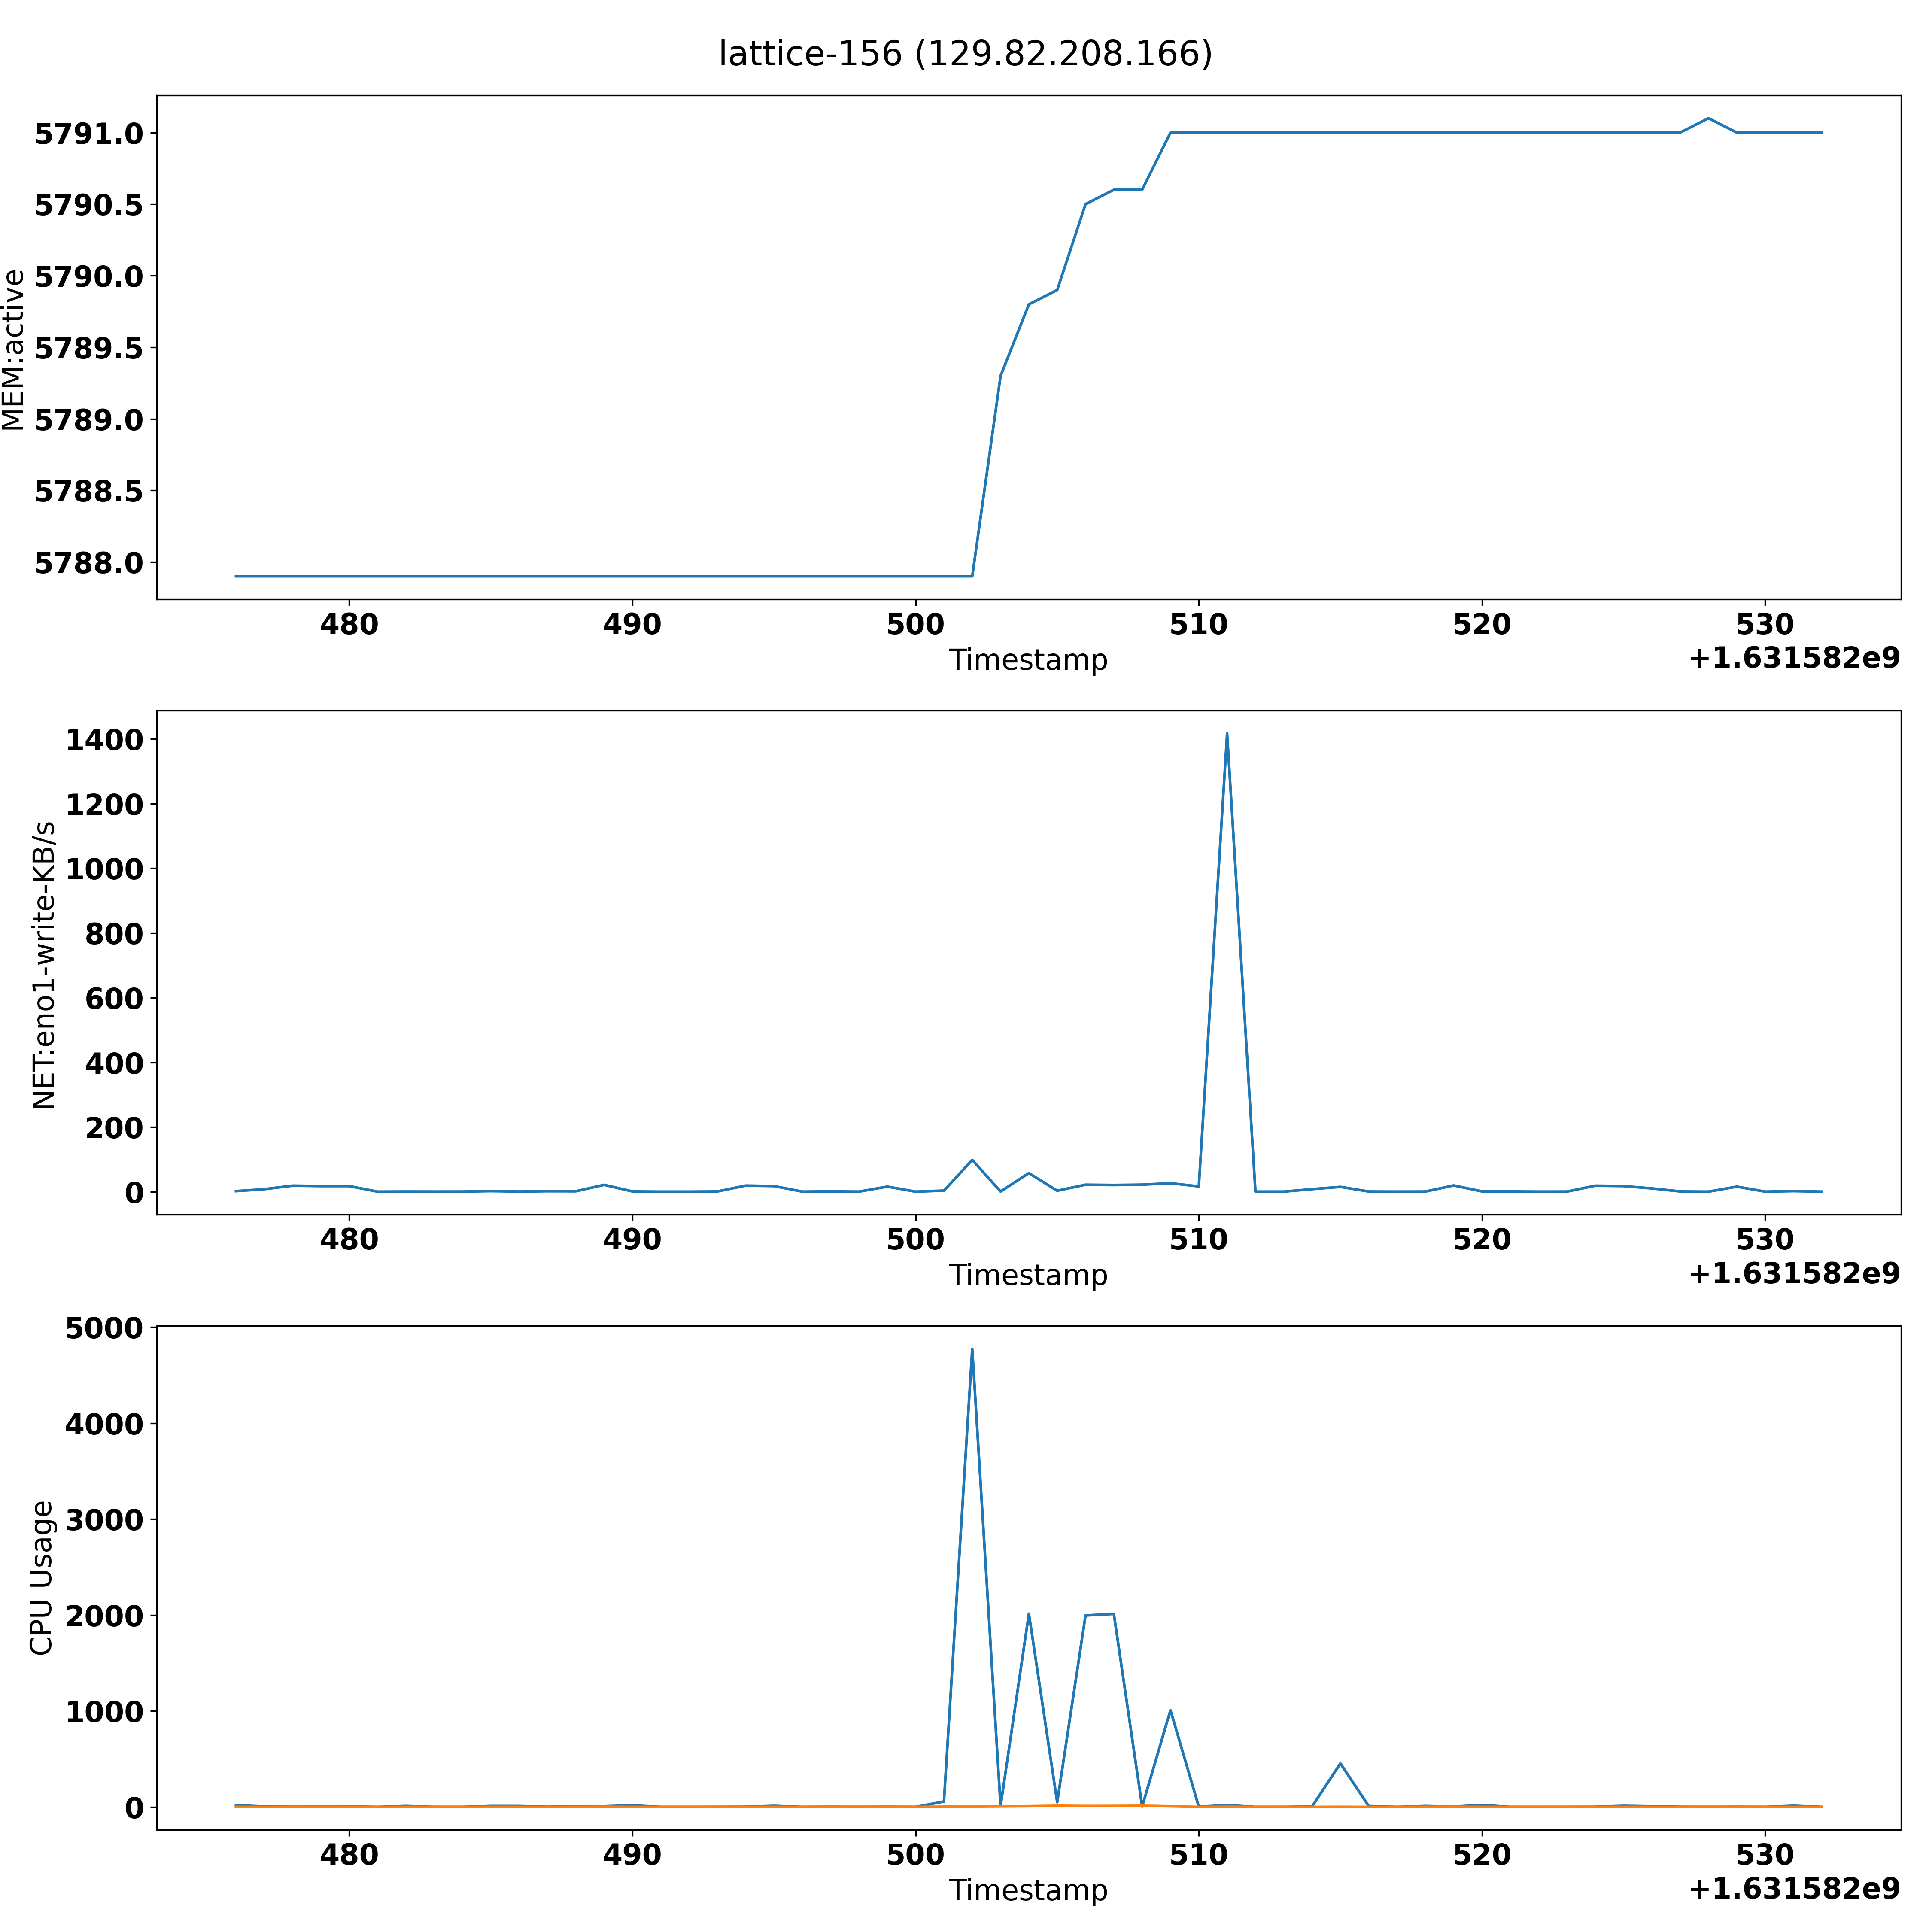 lattice-156 (129.82.208.166)
MEM:active
5791.0
5790.5
5790.0
5789.5
5789.0
5788.5
5788.0
480 490 500 510 520 530
Timestamp
+1.631582e9
NET:eno1-write-KB/s
1400
1200
1000
800
600
400
200
0
480 490 500 510 520 530
Timestamp
+1.631582e9
CPU Usage
5000
4000
3000
2000
1000
0
480 490 500 510 520 530
Timestamp
+1.631582e9